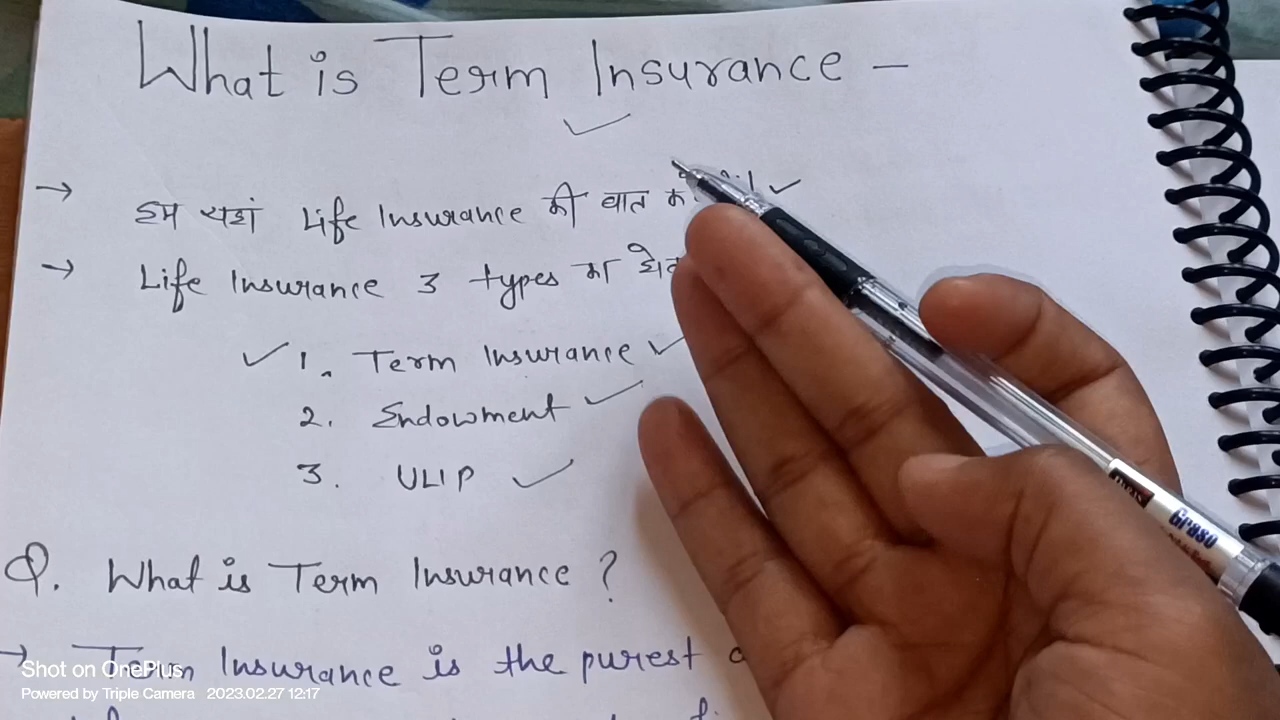 What is Term Insurance -
→ हम यहां Life Insurance की बात
→ Life Insurance 3 types का
1. Term Insurance
2. Endowment
3. ULIP
Q. What is Term Insurance ?
→ Term Insurance is the purest
Shot on OnePlus
Powered by Triple Camera 2023.02.27 12:17
Graso